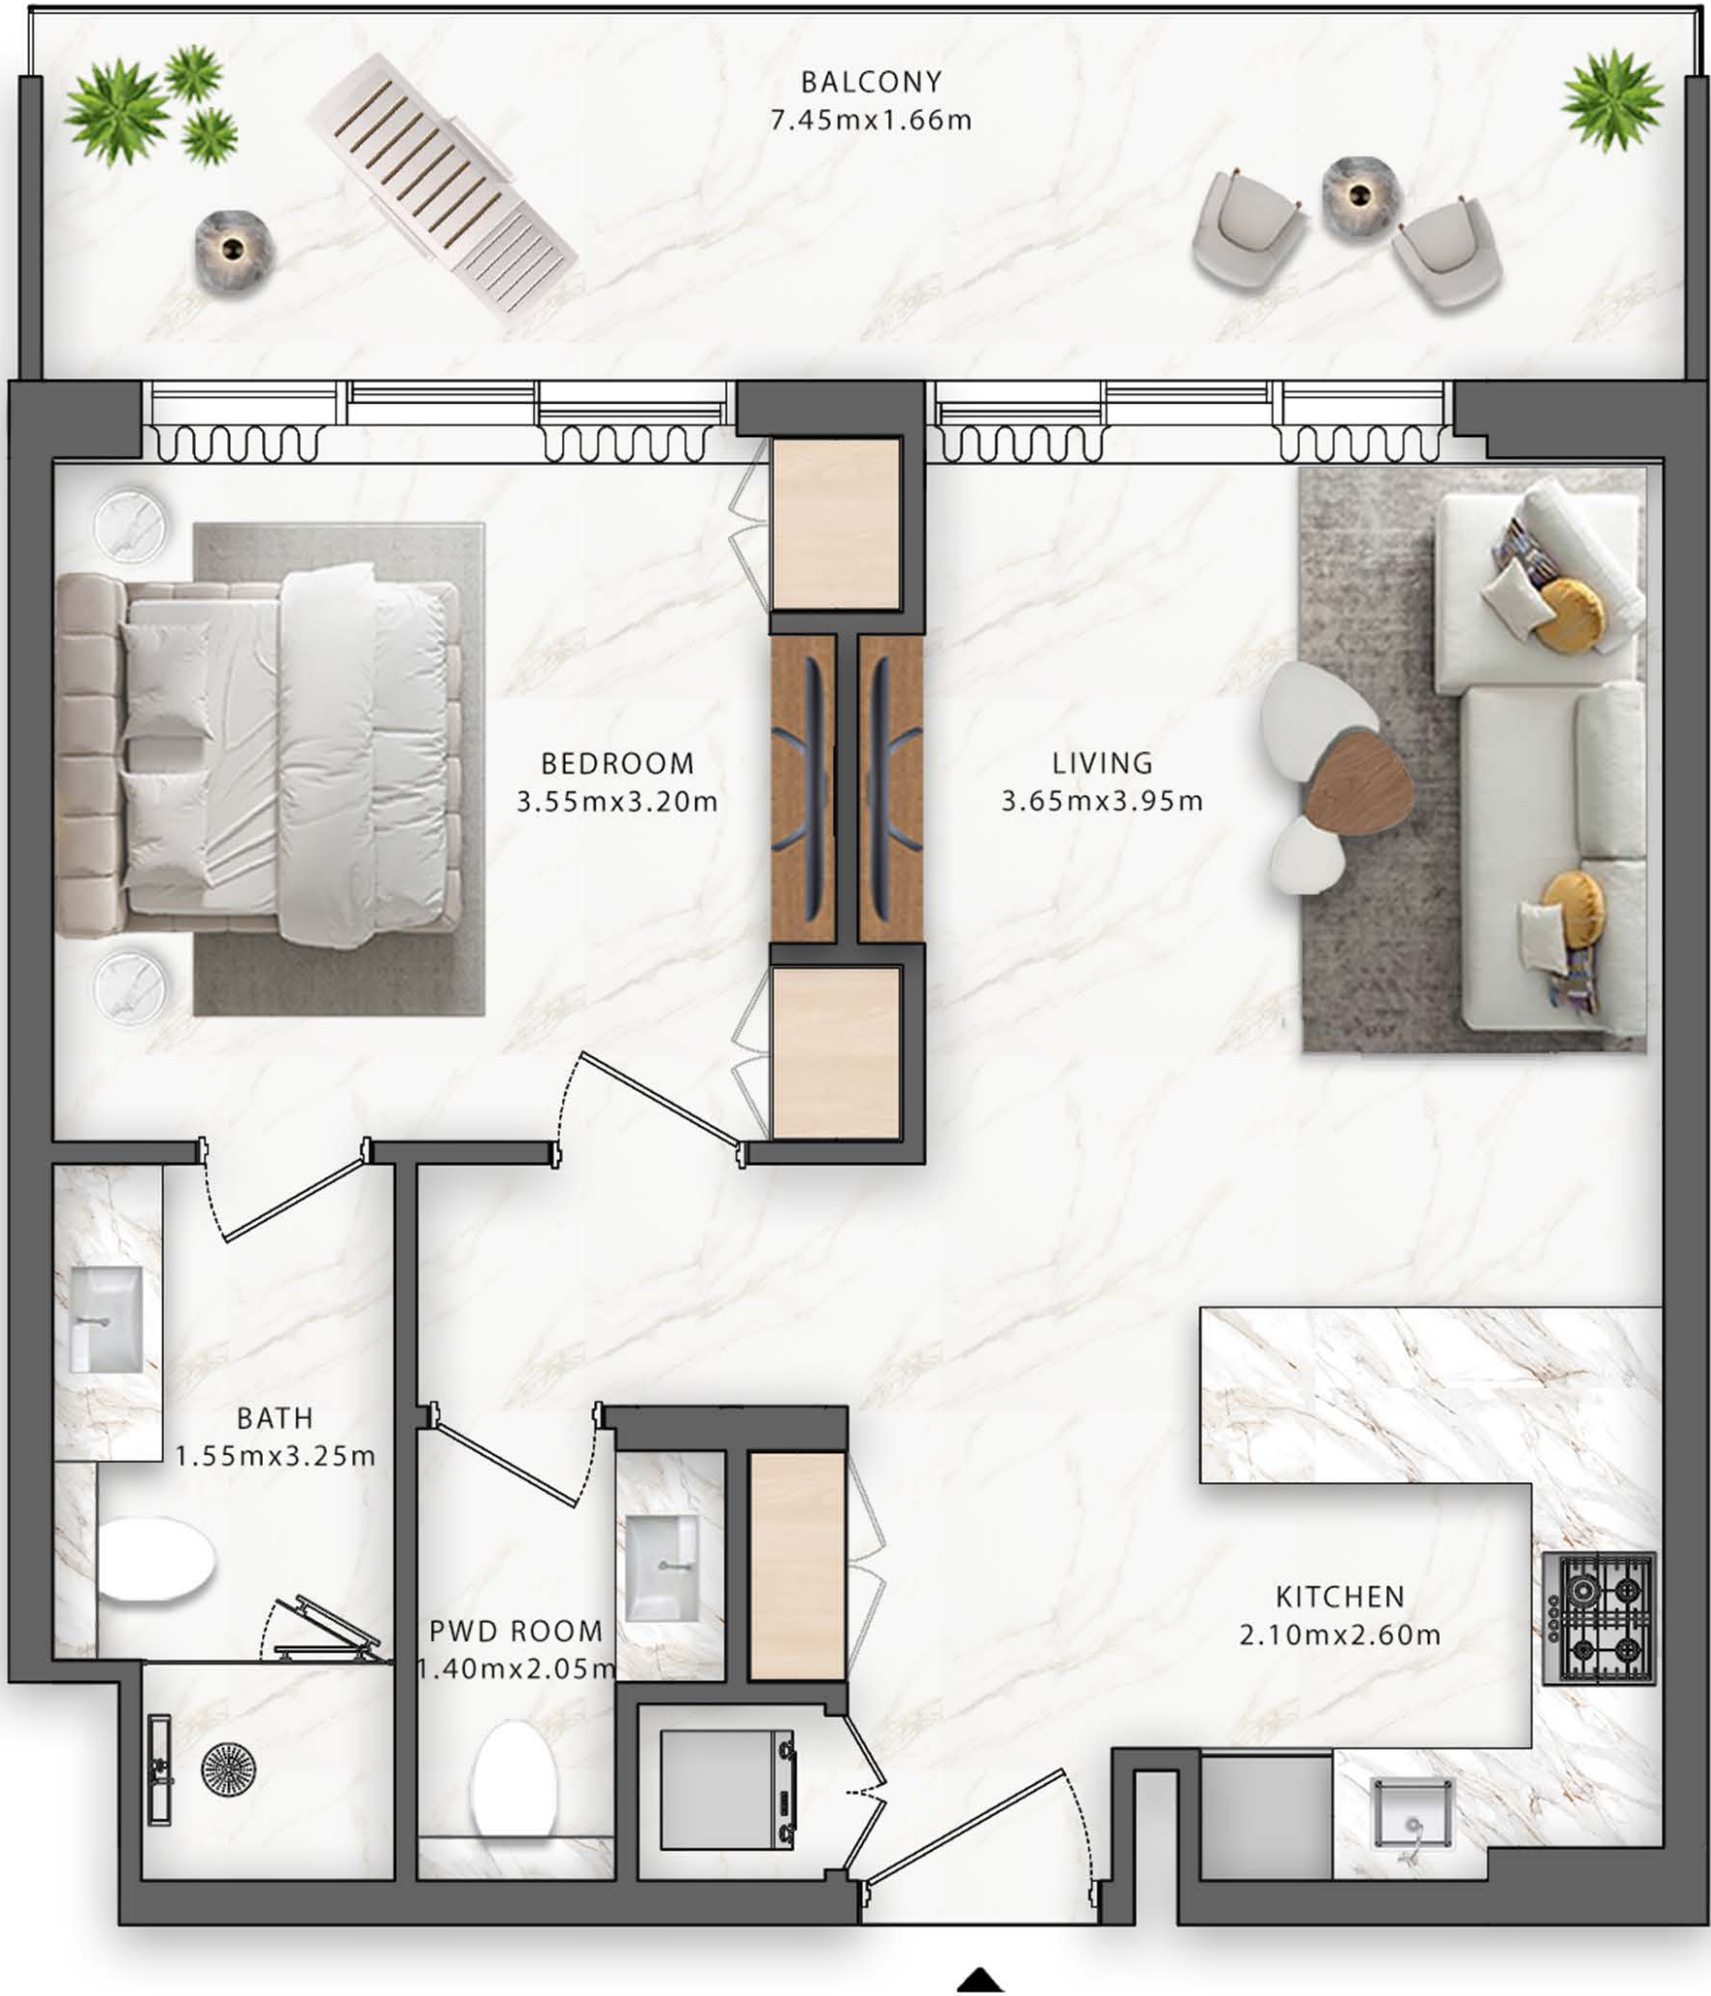 BALCONY
7.45mx1.66m
BEDROOM
3.55mx3.20m
LIVING
3.65mx3.95m
BATH
1.55mx3.25m
PWD ROOM
1.40mx2.05m
KITCHEN
2.10mx2.60m